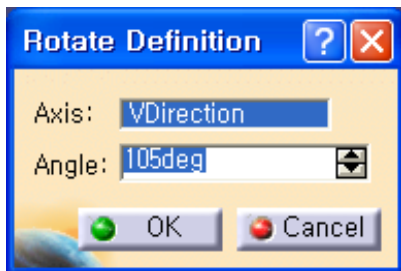 Rotate Definition ?
Axis: VDirection
Angle: 105deg
OK Cancel